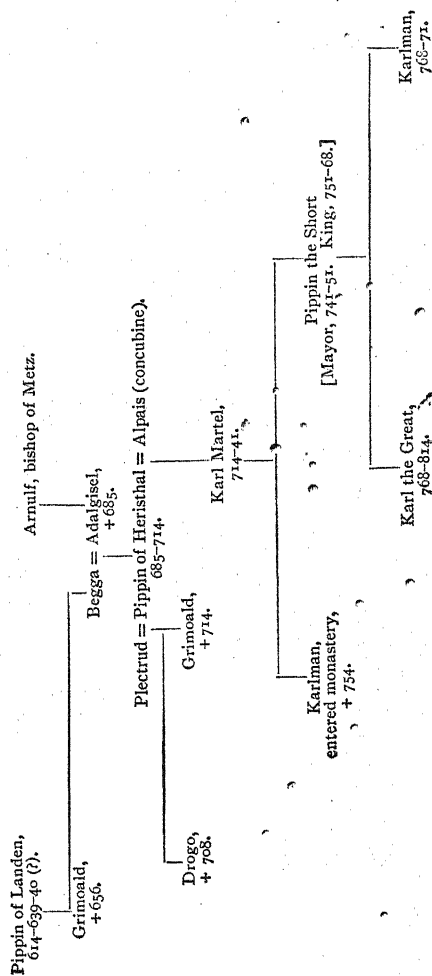 Pippin of Landen,
614-639-40 (?).
Arnulf, bishop of Metz.
Grimoald,
+656.
Begga = Adalgisel,
+685.
Plectrud = Pippin of Heristhal = Alpais (concubine).
685-714.
Drogo,
+ 708.
Grimoald,
+714.
Karl Martel,
714-41.
Karlman,
entered monastery,
+ 754.
Pippin the Short
[Mayor, 741-51. King, 751-68.]
Karl the Great,
768-814.
Karlman,
768-71.